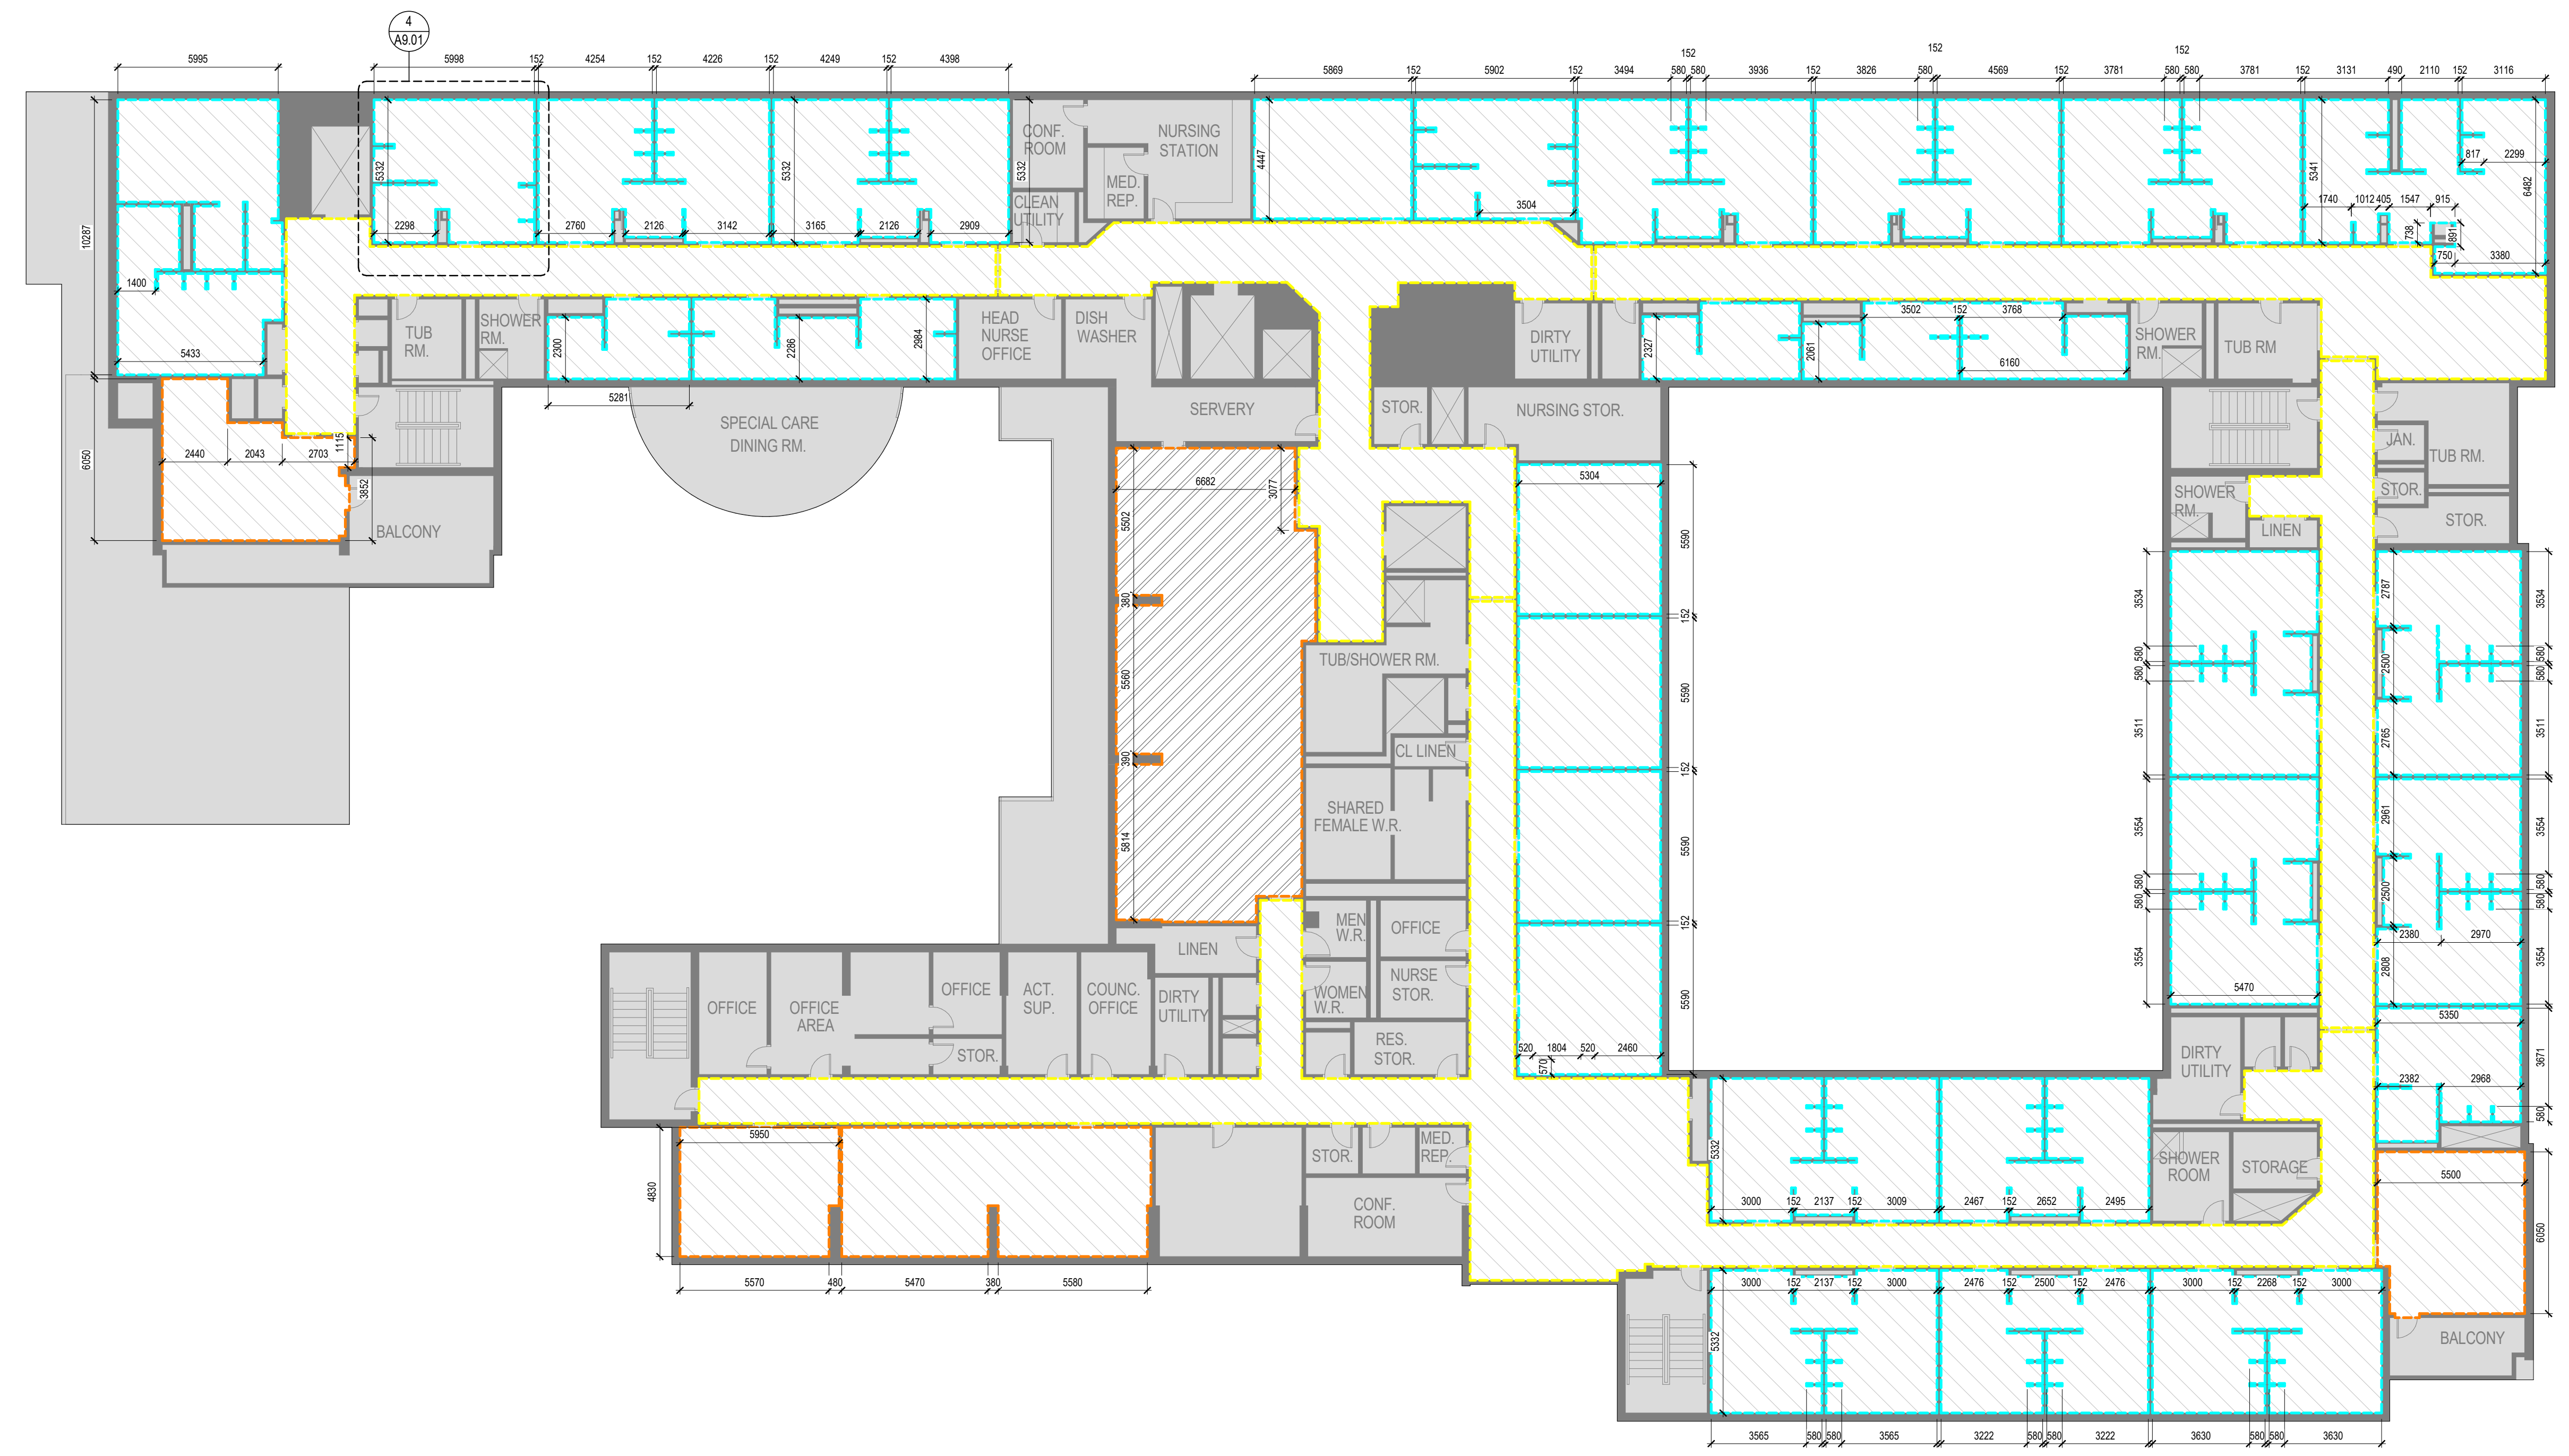 4
A9.01
152
152
152
5995
5998
152
4254
152
4226
152
4249
152
4398
5869
152
5902
152
3494
580
580
3936
152
3826
580
4569
152
3781
580
580
3781
152
3131
490
2110
152
3116
CONF.
ROOM
NURSING
STATION
MED.
REP.
CLEAN
UTILITY
5332
5332
5332
4447
5341
6482
817
2299
3504
1740
1012
405
1547
915
738
891
750
3380
2298
2760
2126
3142
3165
2126
2909
10287
1400
5433
TUB
RM.
SHOWER
RM.
2300
2286
2984
HEAD
NURSE
OFFICE
DISH
WASHER
DIRTY
UTILITY
2327
2061
3502
152
3768
6160
SHOWER
RM.
TUB RM
5281
SPECIAL CARE
DINING RM.
SERVERY
STOR.
NURSING STOR.
6050
2440
2043
2703
1115
3852
BALCONY
6682
3077
5502
380
5560
390
5814
5304
5590
152
5590
152
5590
152
5590
JAN.
TUB RM.
STOR.
STOR.
SHOWER
RM.
LINEN
TUB/SHOWER RM.
CL LINEN
SHARED
FEMALE W.R.
3534
580
580
3511
3554
580
580
3554
2787
2500
2765
2961
2500
2808
3534
580
580
3511
3554
580
580
3554
2380
2970
5470
5350
3671
2382
2968
580
MEN
W.R.
OFFICE
LINEN
WOMEN
W.R.
NURSE
STOR.
RES.
STOR.
OFFICE
OFFICE
AREA
OFFICE
STOR.
ACT.
SUP.
COUNC.
OFFICE
DIRTY
UTILITY
520
1804
520
2460
570
DIRTY
UTILITY
SHOWER
ROOM
STORAGE
5950
4830
STOR.
MED.
REP.
CONF.
ROOM
5332
3000
152
2137
152
3009
2467
152
2652
2495
5500
6050
5570
480
5470
380
5580
3000
152
2137
152
3000
2476
152
2500
152
2476
3000
152
2268
152
3000
5332
BALCONY
3565
580
580
3565
3222
580
580
3222
3630
580
580
3630